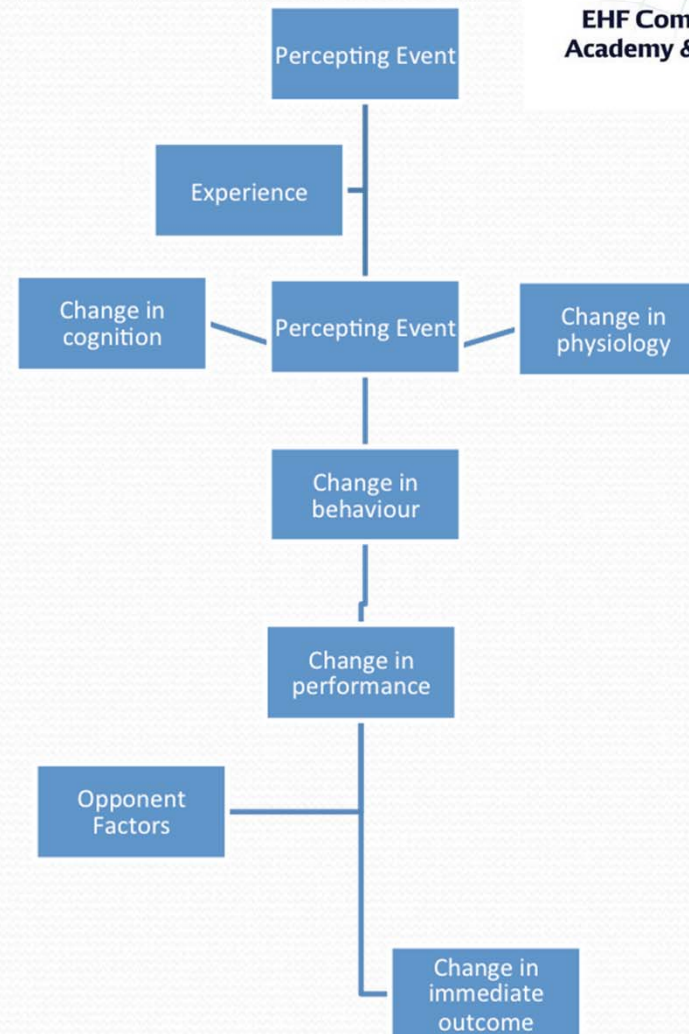 EHF Com
Academy &
Percepting Event
Experience
Change in
cognition
Percepting Event
Change in
physiology
Change in
behaviour
Change in
performance
Opponent
Factors
Change in
immediate
outcome